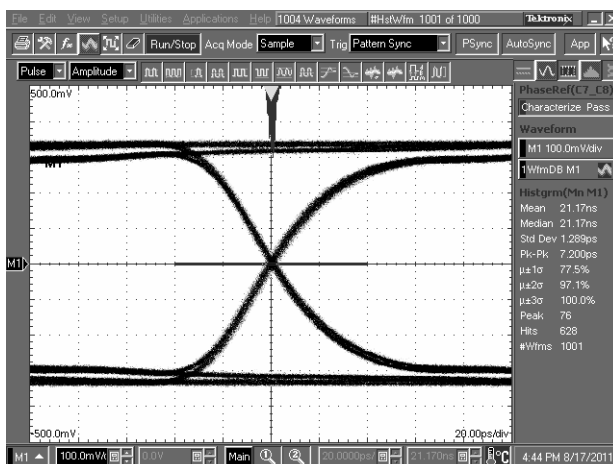 File Edit View Setup Utilities Applications Help 1004 Waveforms #HstWfm 1001 of 1000 Tektronix
Run/Stop Acq Mode Sample Trig Pattern Sync PSync AutoSync App
Pulse Amplitude
500.0mV
PhaseRef(C7_C8)
Characterize Pass
Waveform
M1
M1 100.0mV/div
1 WfmDB M1
Histgrm(Mn M1)
Mean 21.17ns
Median 21.17ns
Std Dev 1.289ps
Pk-Pk 7.200ps
M1
µ±1σ 77.5%
µ±2σ 97.1%
µ±3σ 100.0%
Peak 76
Hits 628
#Wfms 1001
-500.0mV 20.00ps/div
M1 100.0mV/ 0.0V Main 1 2 20.0000ps/ 21.170ns °C 4:44 PM 8/17/2011